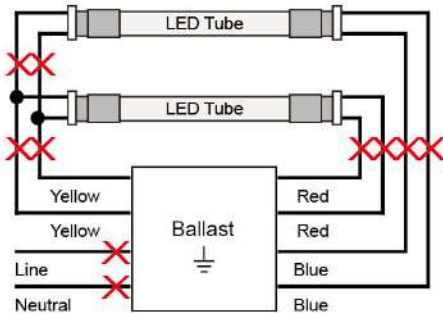 LED Tube
LED Tube
Yellow
Red
Yellow
Ballast
Red
Line
Blue
Neutral
Blue